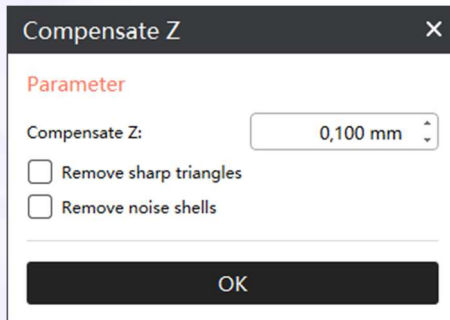 Compensate Z
Parameter
Compensate Z: 0,100 mm
Remove sharp triangles
Remove noise shells
OK